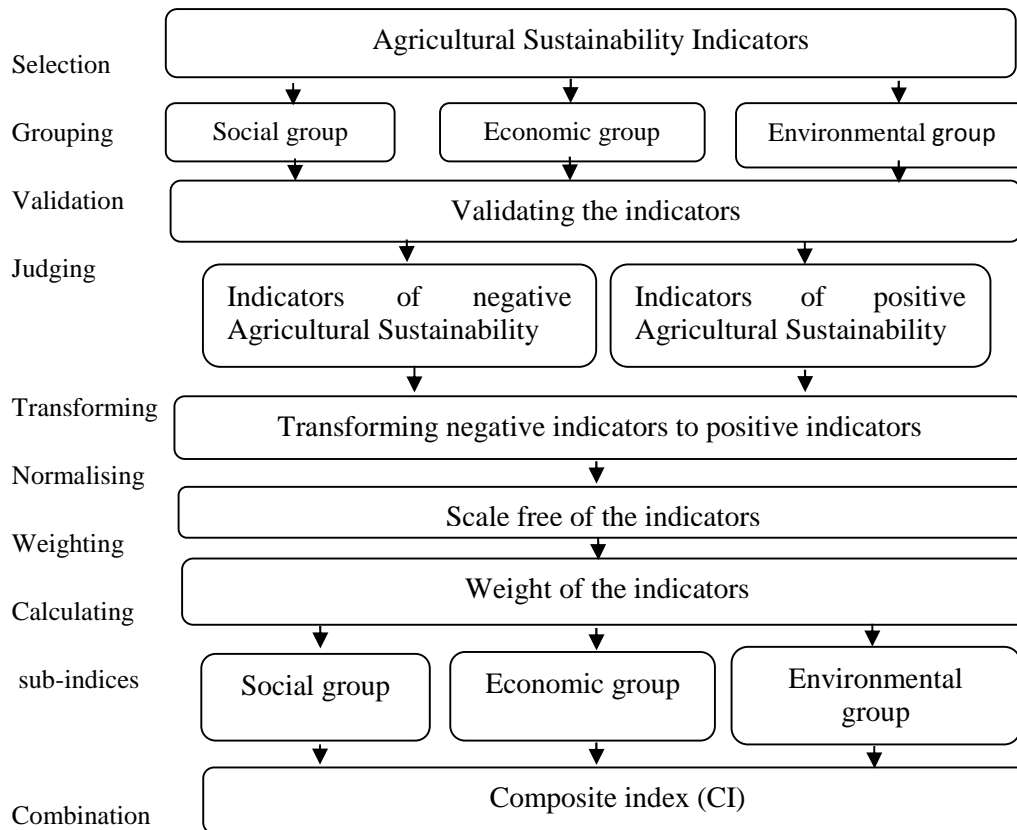 Agricultural Sustainability Indicators
Selection
Grouping
Social group
Economic group
Environmental group
Validation
Validating the indicators
Judging
Indicators of negative
Agricultural Sustainability
Indicators of positive
Agricultural Sustainability
Transforming
Transforming negative indicators to positive indicators
Normalising
Scale free of the indicators
Weighting
Weight of the indicators
Calculating
sub-indices
Social group
Economic group
Environmental
group
Composite index (CI)
Combination